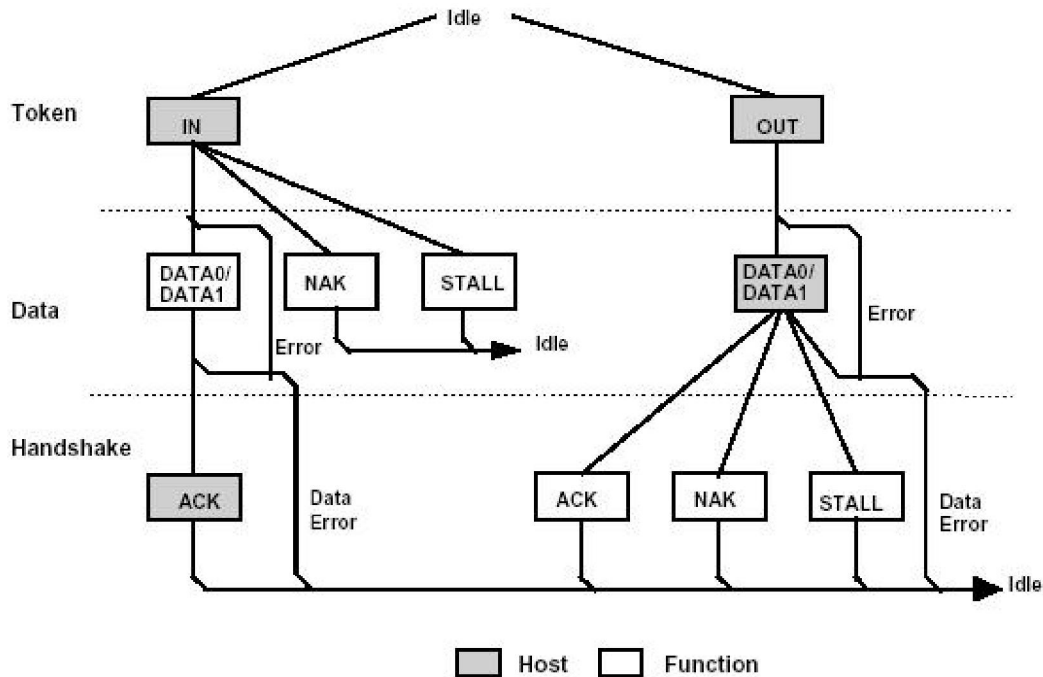 Idle
Token
IN
OUT
DATA0/
DATA1
NAK
STALL
DATA0/
DATA1
Data
Error
Error
Idle
Handshake
ACK
Data
Error
ACK
NAK
STALL
Data
Error
Idle
Host
Function